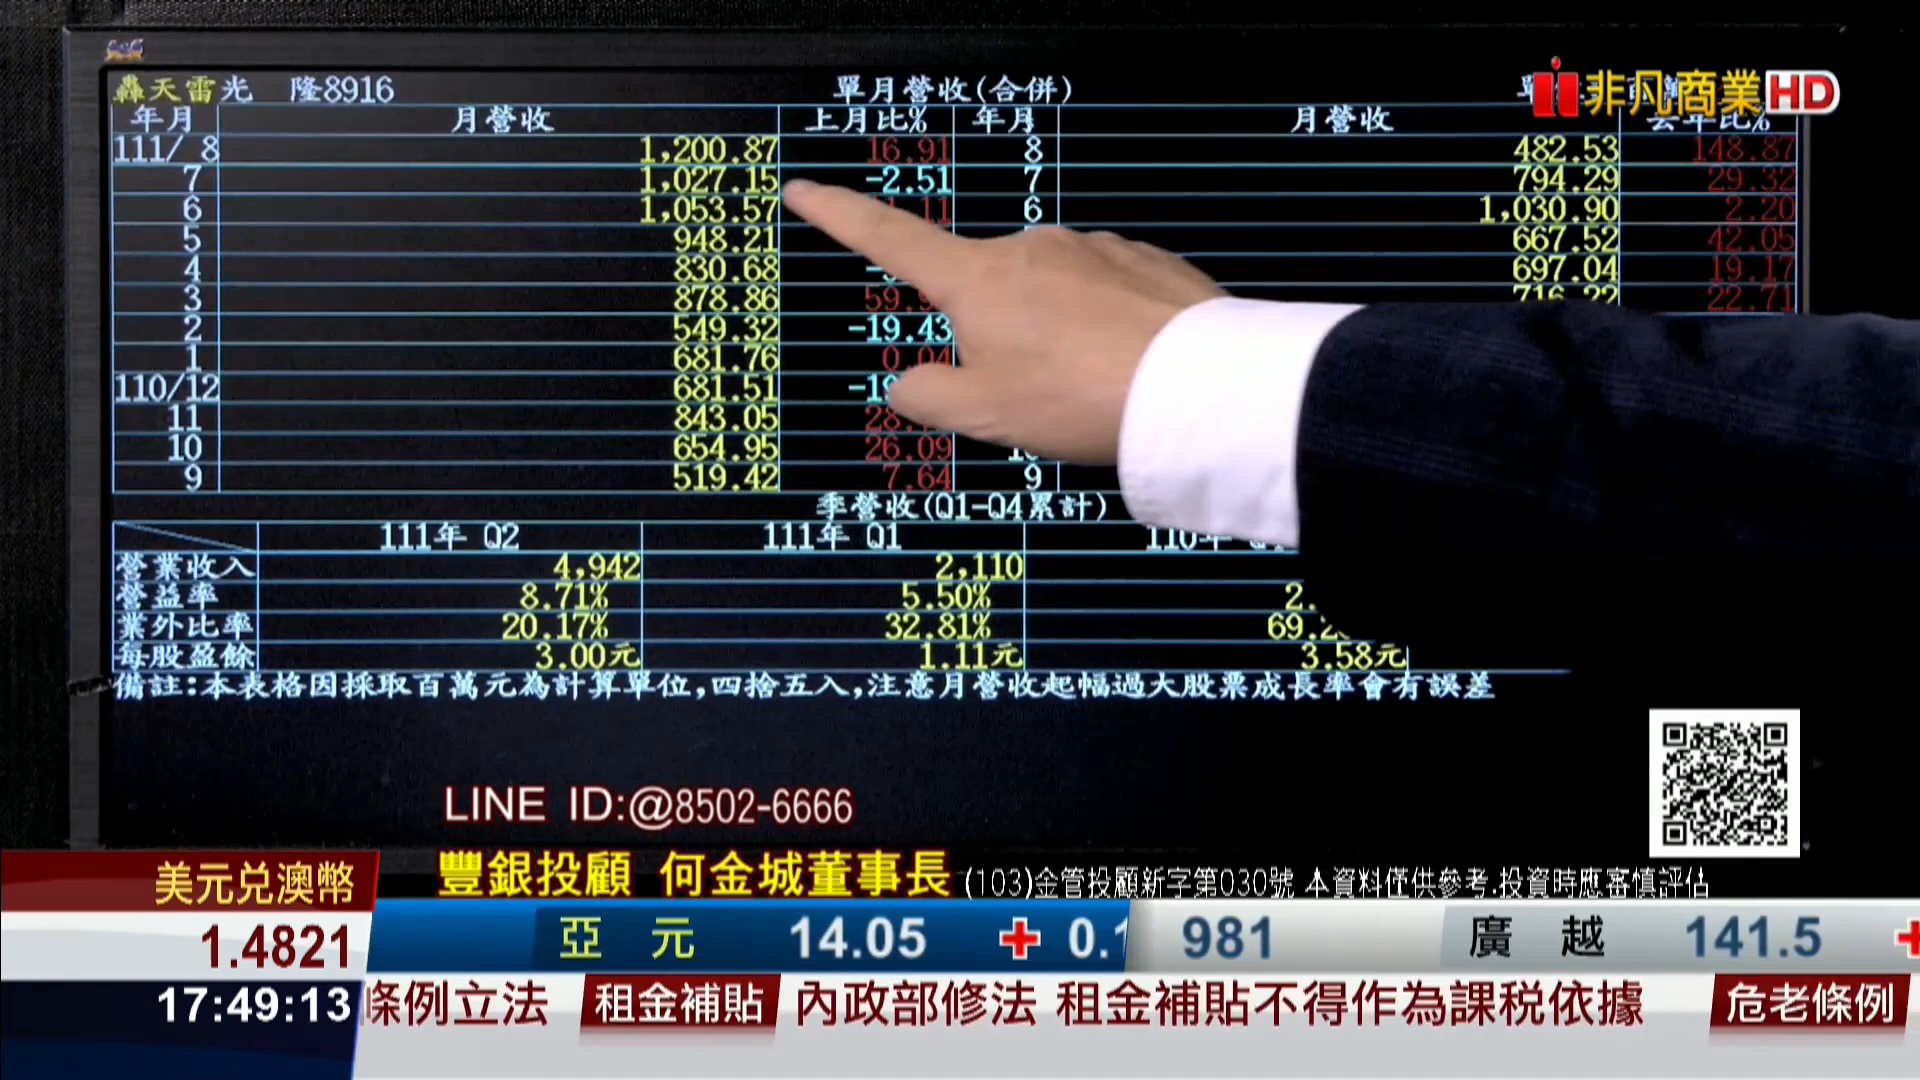 轟天雷光 隆8916 單月營收(合併)
非凡商業HD
年月 月營收 上月比% 年月 月營收 去年比%
111/ 8 1,200.87 16.91 8 482.53 148.87
7 1,027.15 -2.51 7 794.29 29.32
6 1,053.57 6 1,030.90 2.20
5 948.21 667.52 42.05
4 830.68 697.04 19.17
3 878.86 716.22 22.71
2 549.32 -19.43
1 681.76 0.04
110/12 681.51
11 843.05
10 654.95 26.09
9 519.42 7.64 9
季營收(Q1-Q4累計)
111年 Q2 111年 Q1
營業收入 4,942 2,110
營益率 8.71% 5.50%
業外比率 20.17% 32.81%
每股盈餘 3.00元 1.11元 3.58元
備註:本表格因採取百萬元為計算單位,四捨五入,注意月營收起幅過大股票成長率會有誤差
LINE ID:@8502-6666
豐銀投顧 何金城董事長 (103)金管投顧新字第030號 本資料僅供參考.投資時應審慎評估
美元兌澳幣
1.4821
亞元 14.05 + 0.1 981 廣越 141.5 +
17:49:13
條例立法 租金補貼 內政部修法 租金補貼不得作為課稅依據 危老條例